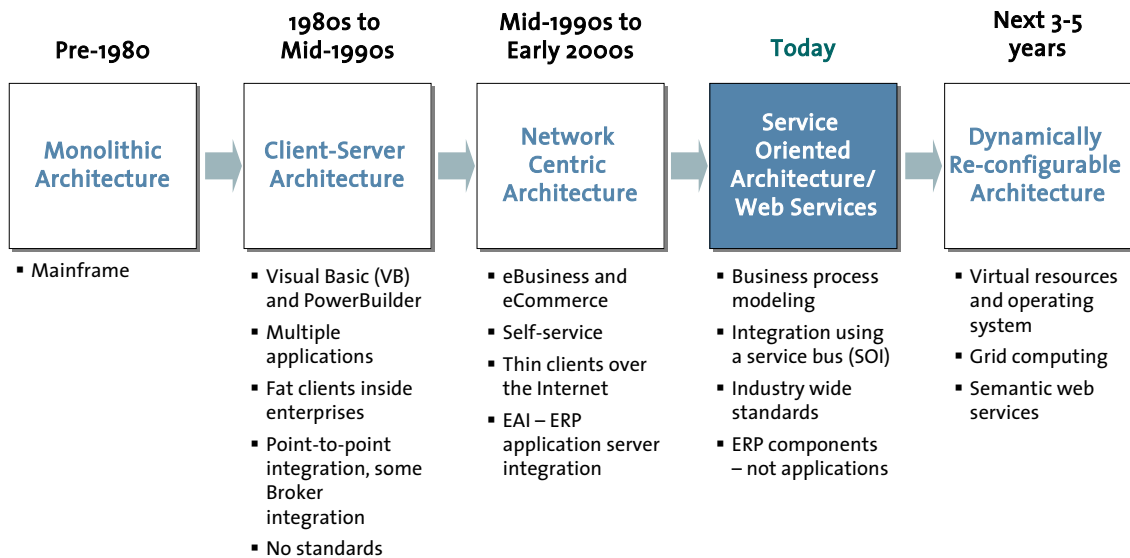 Pre-1980
1980s to
Mid-1990s
Mid-1990s to
Early 2000s
Today
Next 3-5
years
Monolithic
Architecture
Client-Server
Architecture
Network
Centric
Architecture
Service
Oriented
Architecture/
Web Services
Dynamically
Re-configurable
Architecture
▪ Mainframe
▪ Visual Basic (VB)
and PowerBuilder
▪ Multiple
applications
▪ Fat clients inside
enterprises
▪ Point-to-point
integration, some
Broker
integration
▪ No standards
▪ eBusiness and
eCommerce
▪ Self-service
▪ Thin clients over
the Internet
▪ EAI – ERP
application server
integration
▪ Business process
modeling
▪ Integration using
a service bus (SOI)
▪ Industry wide
standards
▪ ERP components
– not applications
▪ Virtual resources
and operating
system
▪ Grid computing
▪ Semantic web
services